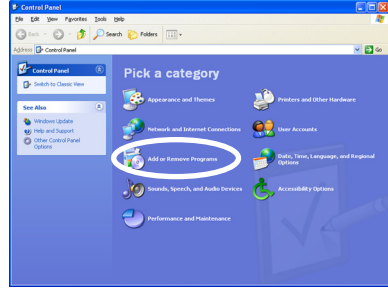 Control Panel
File Edit View Favorites Tools Help
Back Search Folders
Address Control Panel Go
Control Panel
Switch to Classic View
See Also
Windows Update
Help and Support
Other Control Panel
Options
Pick a category
Appearance and Themes
Printers and Other Hardware
Network and Internet Connections
User Accounts
Add or Remove Programs
Date, Time, Language, and Regional
Options
Sounds, Speech, and Audio Devices
Accessibility Options
Performance and Maintenance